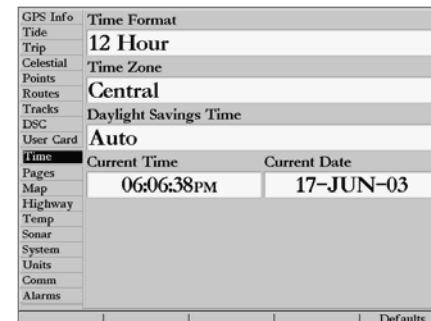 GPS Info
Tide
Trip
Celestial
Points
Routes
Tracks
DSC
User Card
Time
Pages
Map
Highway
Temp
Sonar
System
Units
Comm
Alarms
Time Format
12 Hour
Time Zone
Central
Daylight Savings Time
Auto
Current Time Current Date
06:06:38PM 17-JUN-03
Defaults